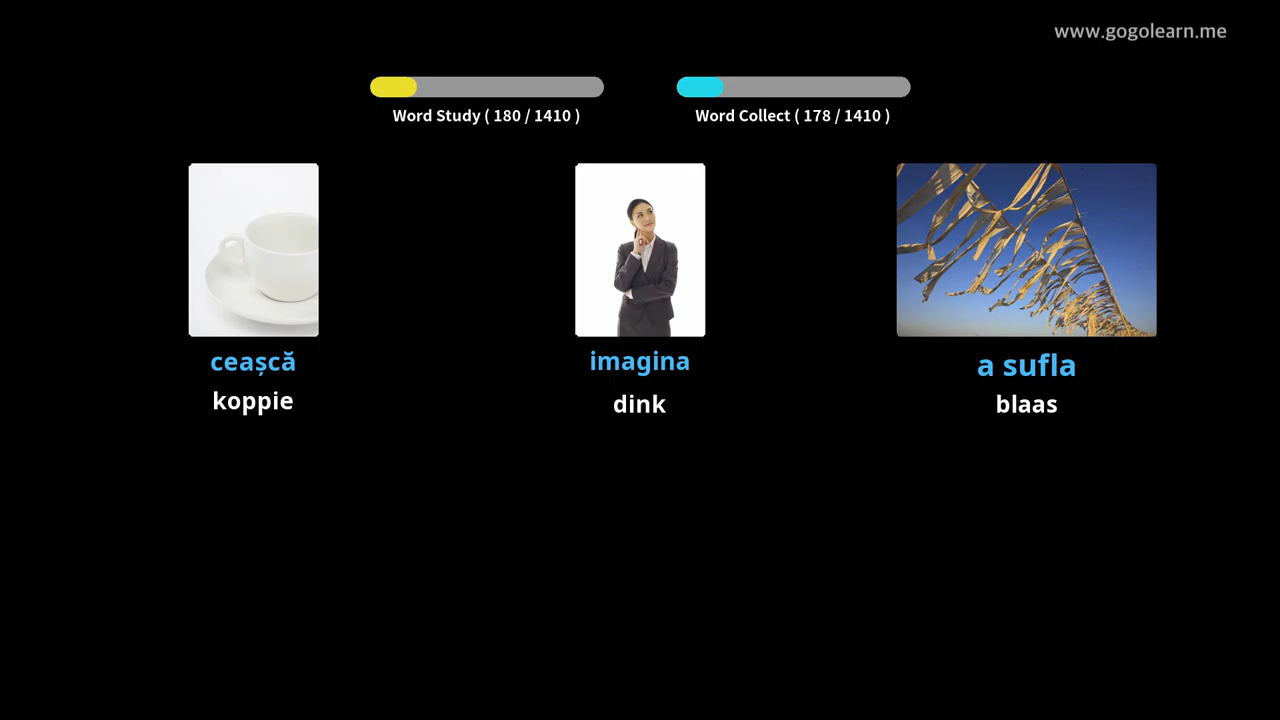 www.gogolearn.me
Word Study ( 180 / 1410 )
Word Collect ( 178 / 1410 )
ceașcă
koppie
imagina
dink
a sufla
blaas